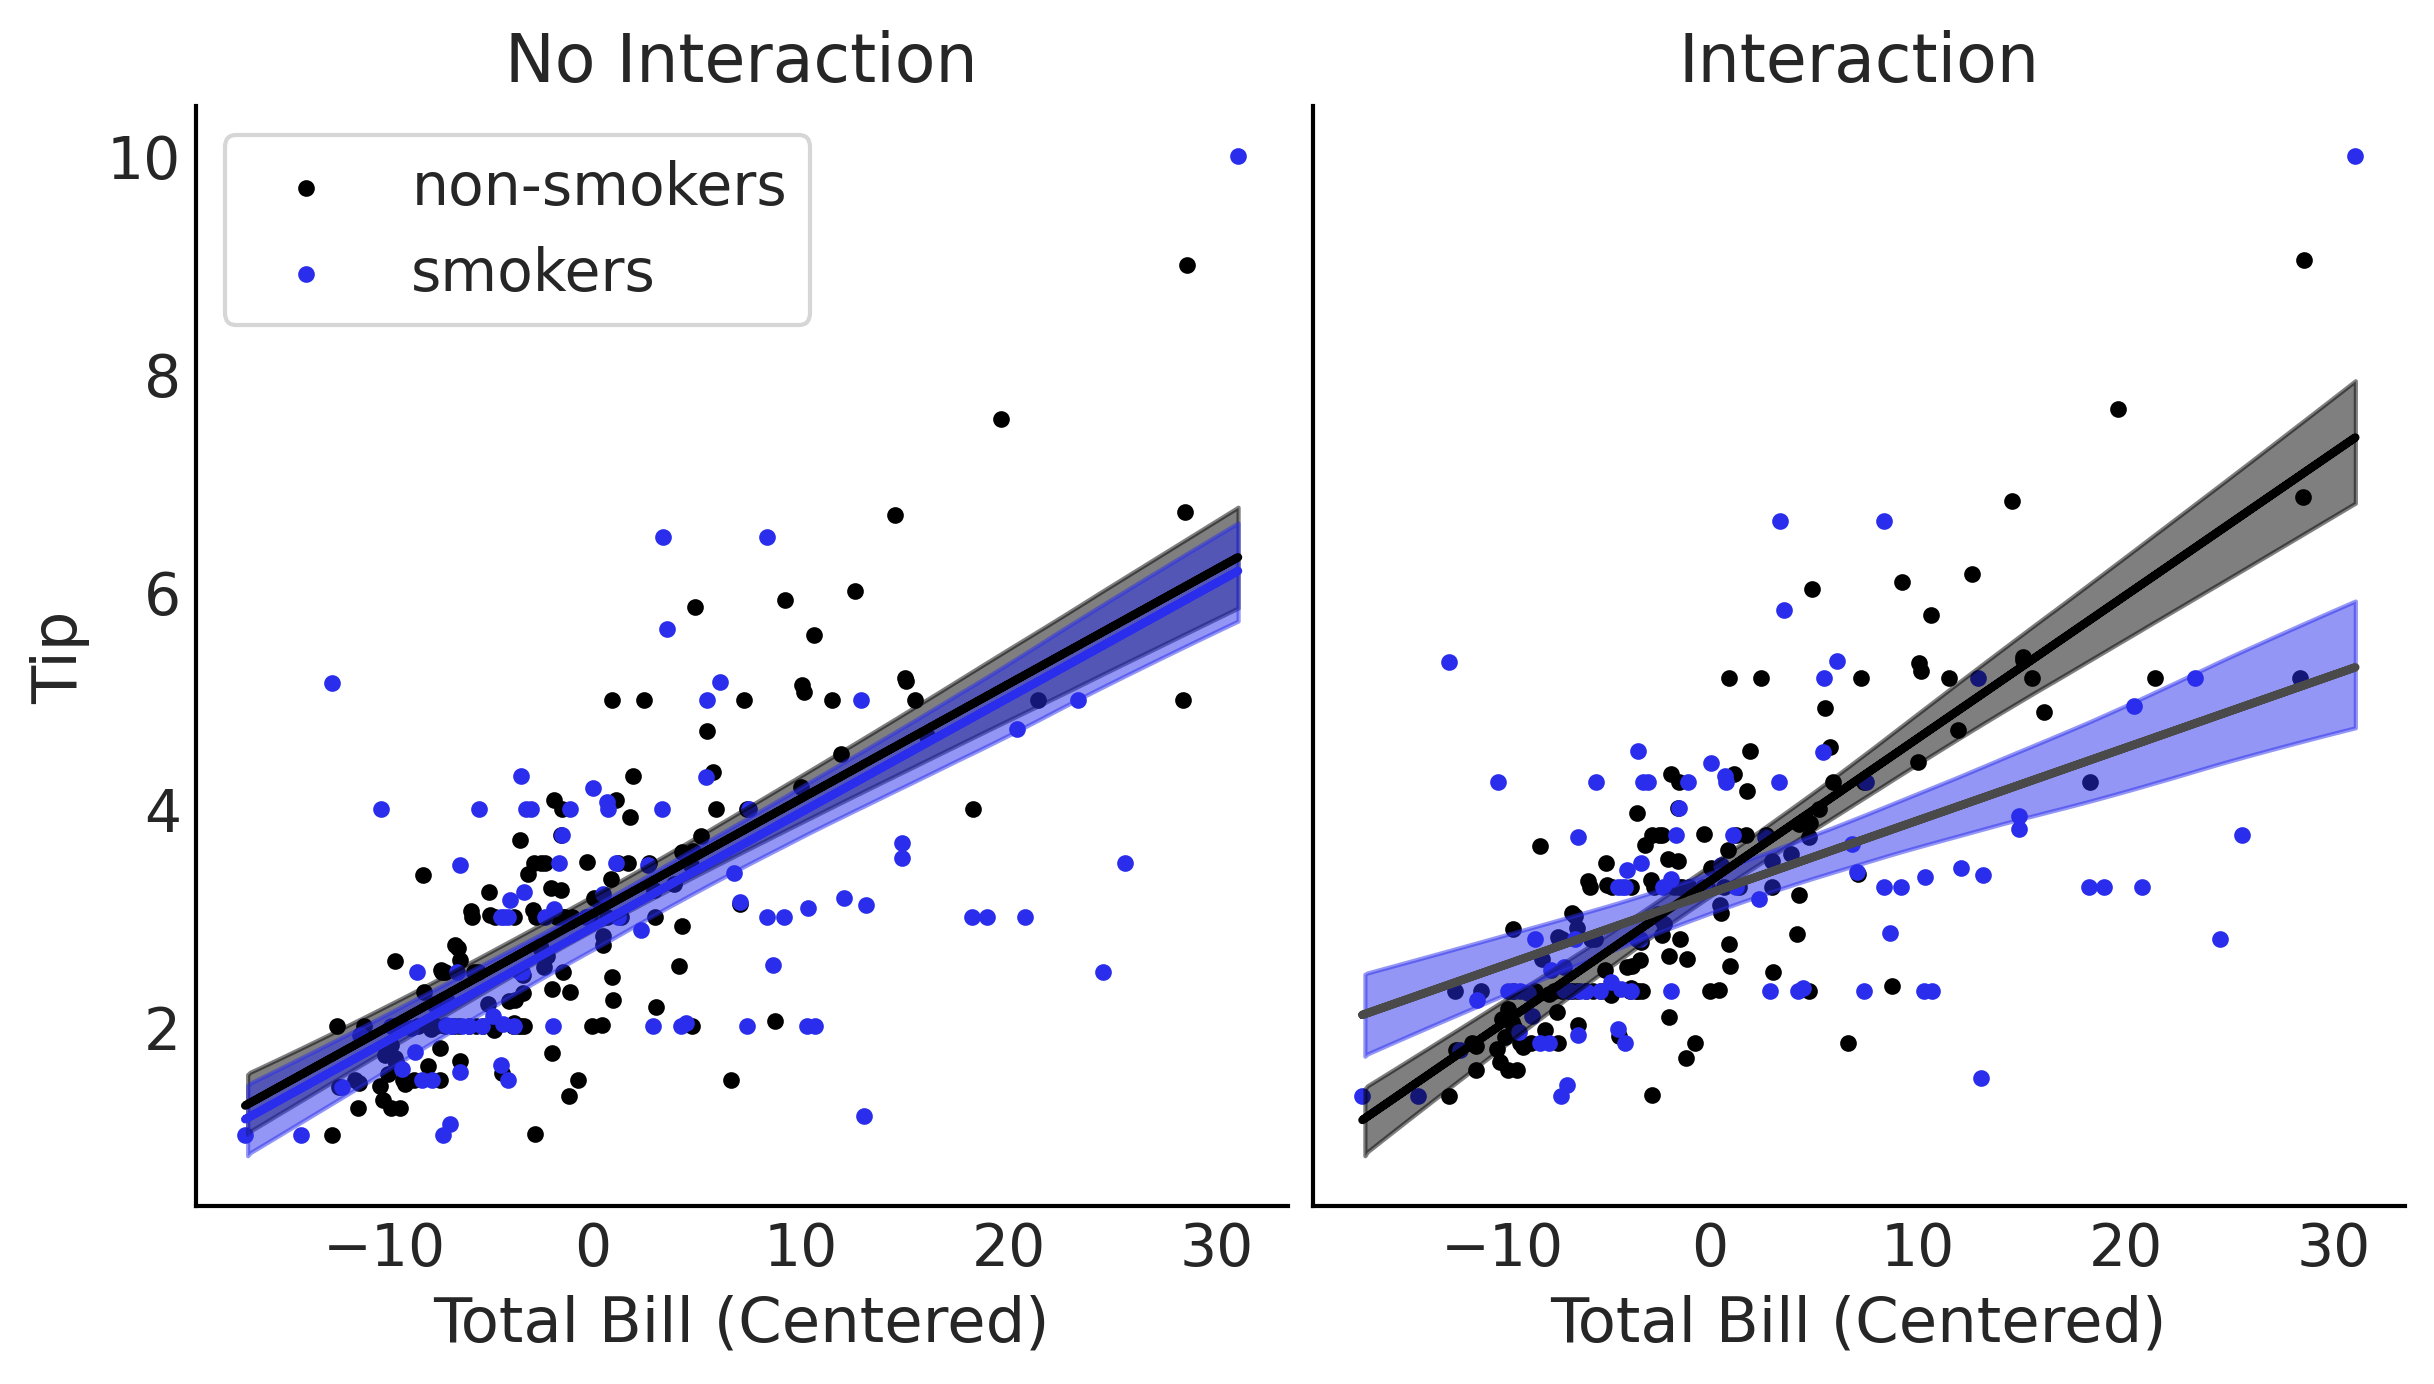 No Interaction
Interaction
non-smokers
smokers
Tip
10
8
6
4
2
−10 0 10 20 30
−10 0 10 20 30
Total Bill (Centered)
Total Bill (Centered)